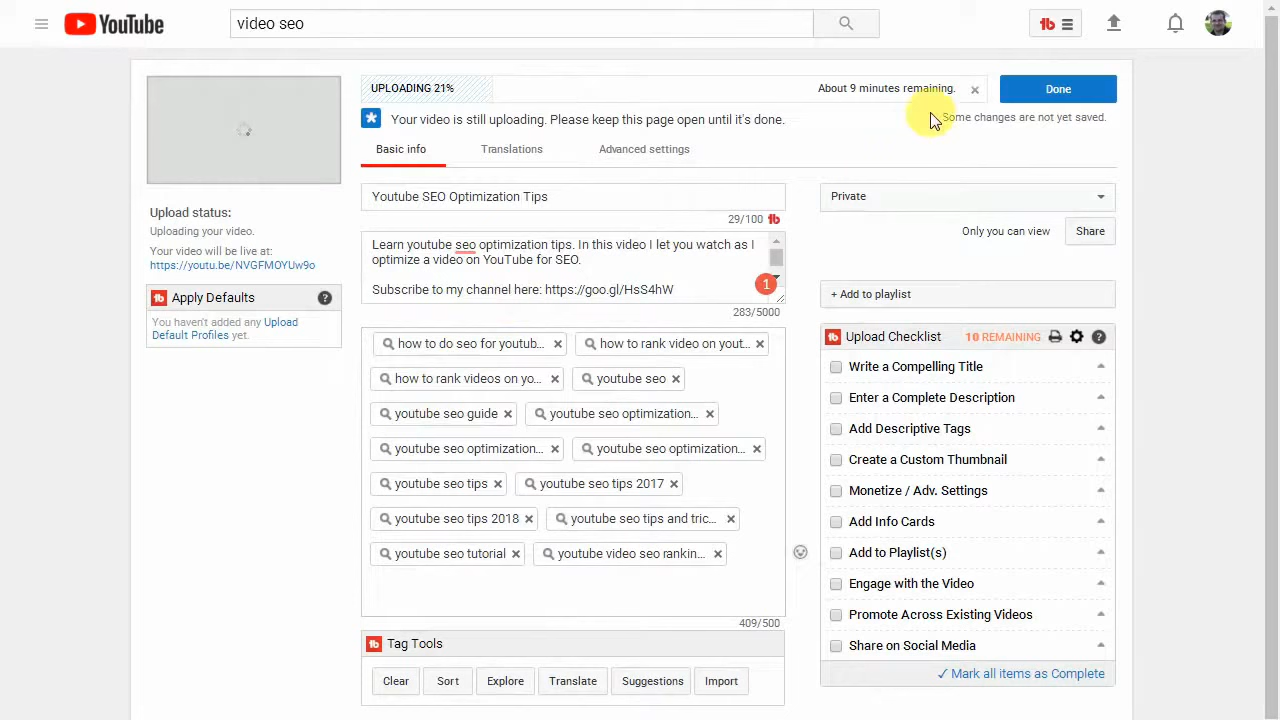 YouTube
video seo
UPLOADING 21%
About 9 minutes remaining.
Done
Your video is still uploading. Please keep this page open until it's done.
Some changes are not yet saved.
Basic info
Translations
Advanced settings
Upload status:
Uploading your video.
Your video will be live at:
https://youtu.be/NVGFMOYUw9o
Apply Defaults
You haven't added any Upload
Default Profiles yet.
Youtube SEO Optimization Tips
29/100
Learn youtube seo optimization tips. In this video I let you watch as I
optimize a video on YouTube for SEO.
Subscribe to my channel here: https://goo.gl/HsS4hW
1
283/5000
how to do seo for youtub...
how to rank video on yout...
how to rank videos on yo...
youtube seo
youtube seo guide
youtube seo optimization...
youtube seo optimization...
youtube seo optimization...
youtube seo tips
youtube seo tips 2017
youtube seo tips 2018
youtube seo tips and tric...
youtube seo tutorial
youtube video seo rankin...
409/500
Tag Tools
Clear
Sort
Explore
Translate
Suggestions
Import
Private
Only you can view
Share
+ Add to playlist
Upload Checklist
10 REMAINING
Write a Compelling Title
Enter a Complete Description
Add Descriptive Tags
Create a Custom Thumbnail
Monetize / Adv. Settings
Add Info Cards
Add to Playlist(s)
Engage with the Video
Promote Across Existing Videos
Share on Social Media
✓ Mark all items as Complete